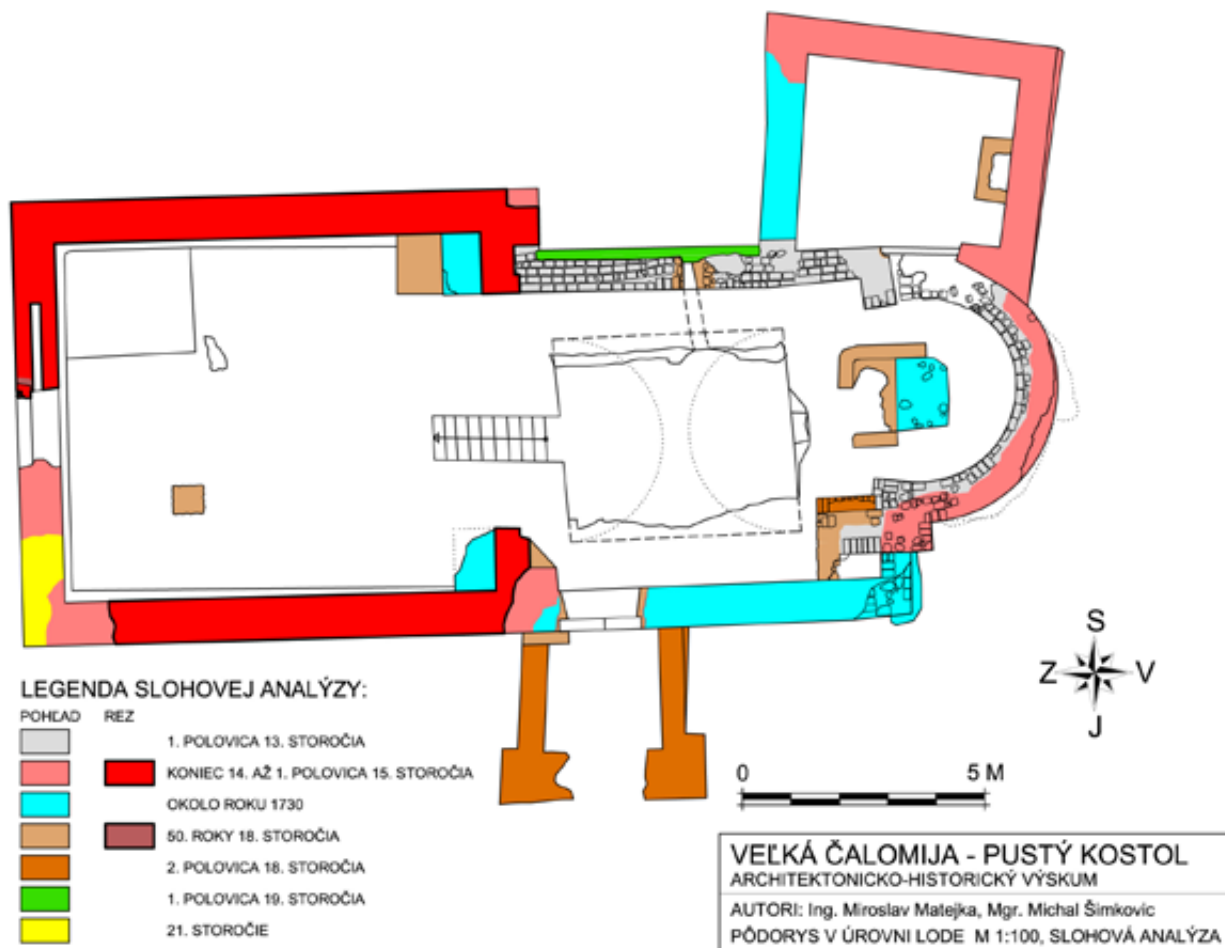 S
Z V
J
LEGENDA SLOHOVEJ ANALÝZY:
POHĽAD REZ
1. POLOVICA 13. STOROČIA
KONIEC 14. AŽ 1. POLOVICA 15. STOROČIA
OKOLO ROKU 1730
50. ROKY 18. STOROČIA
2. POLOVICA 18. STOROČIA
1. POLOVICA 19. STOROČIA
21. STOROČIE
0 5 M
VEĽKÁ ČALOMIJA - PUSTÝ KOSTOL
ARCHITEKTONICKO-HISTORICKÝ VÝSKUM
AUTORI: Ing. Miroslav Matejka, Mgr. Michal Šimkovic
PÔDORYS V ÚROVNI LODE M 1:100, SLOHOVÁ ANALÝZA